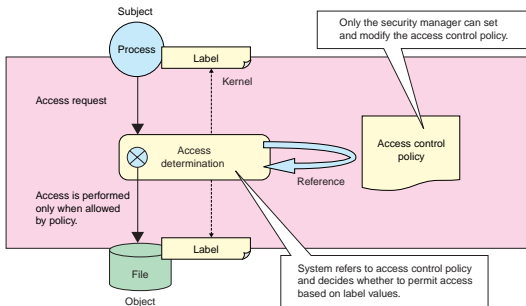 Subject
Process
Label
Only the security manager can set
and modify the access control policy.
Kernel
Access request
Access
determination
Access control
policy
Reference
Access is performed
only when allowed
by policy.
Label
File
Object
System refers to access control policy
and decides whether to permit access
based on label values.